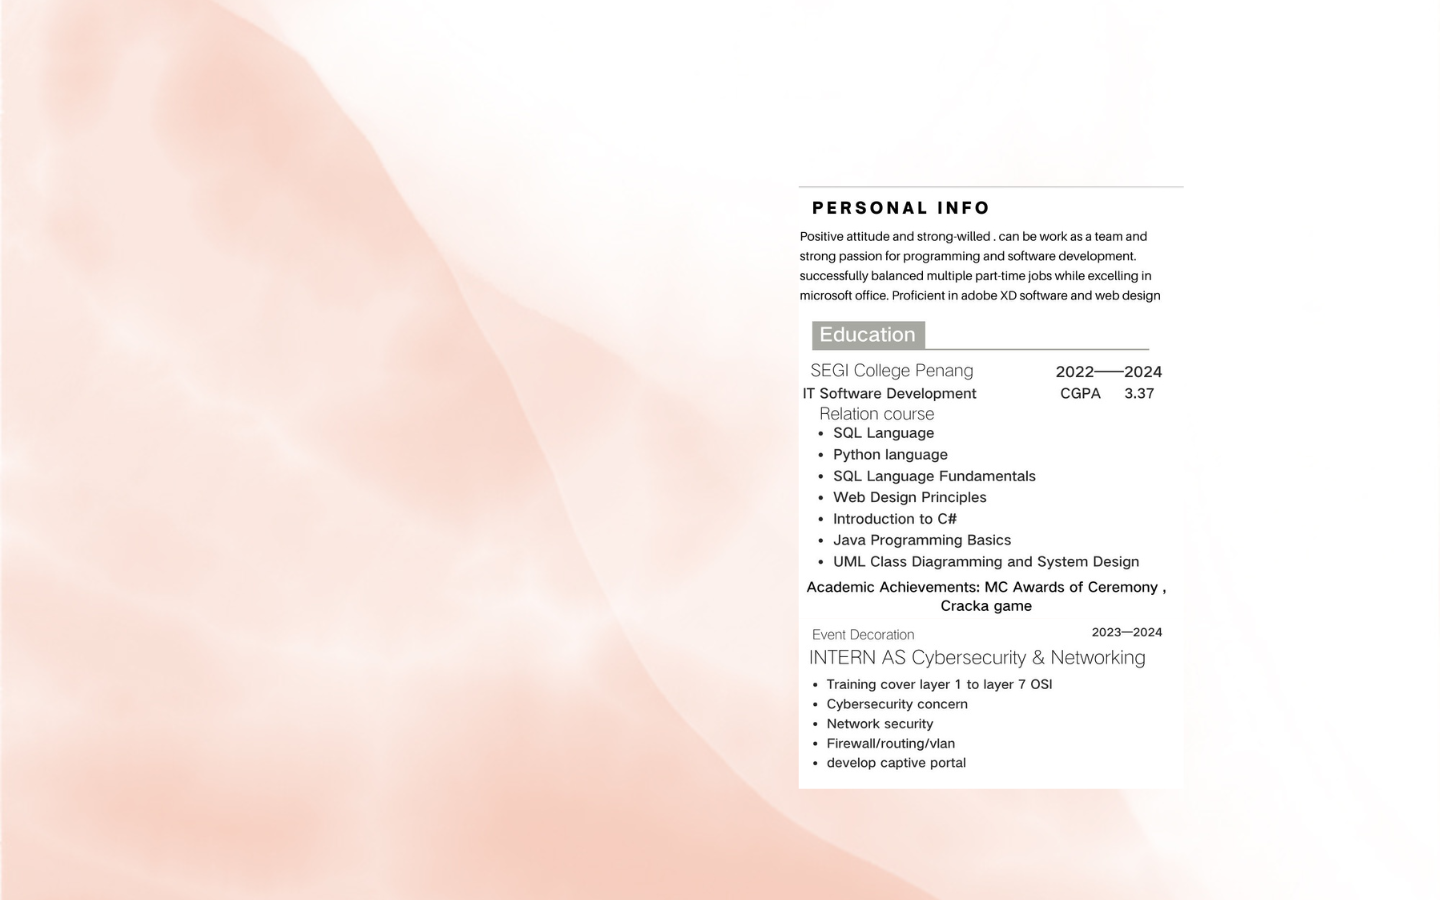 PERSONAL INFO
Positive attitude and strong-willed . can be work as a team and
strong passion for programming and software development.
successfully balanced multiple part-time jobs while excelling in
microsoft office. Proficient in adobe XD software and web design
Education
SEGI College Penang 2022——2024
IT Software Development CGPA 3.37
Relation course
• SQL Language
• Python language
• SQL Language Fundamentals
• Web Design Principles
• Introduction to C#
• Java Programming Basics
• UML Class Diagramming and System Design
Academic Achievements: MC Awards of Ceremony ,
Cracka game
Event Decoration 2023—2024
INTERN AS Cybersecurity & Networking
• Training cover layer 1 to layer 7 OSI
• Cybersecurity concern
• Network security
• Firewall/routing/vlan
• develop captive portal